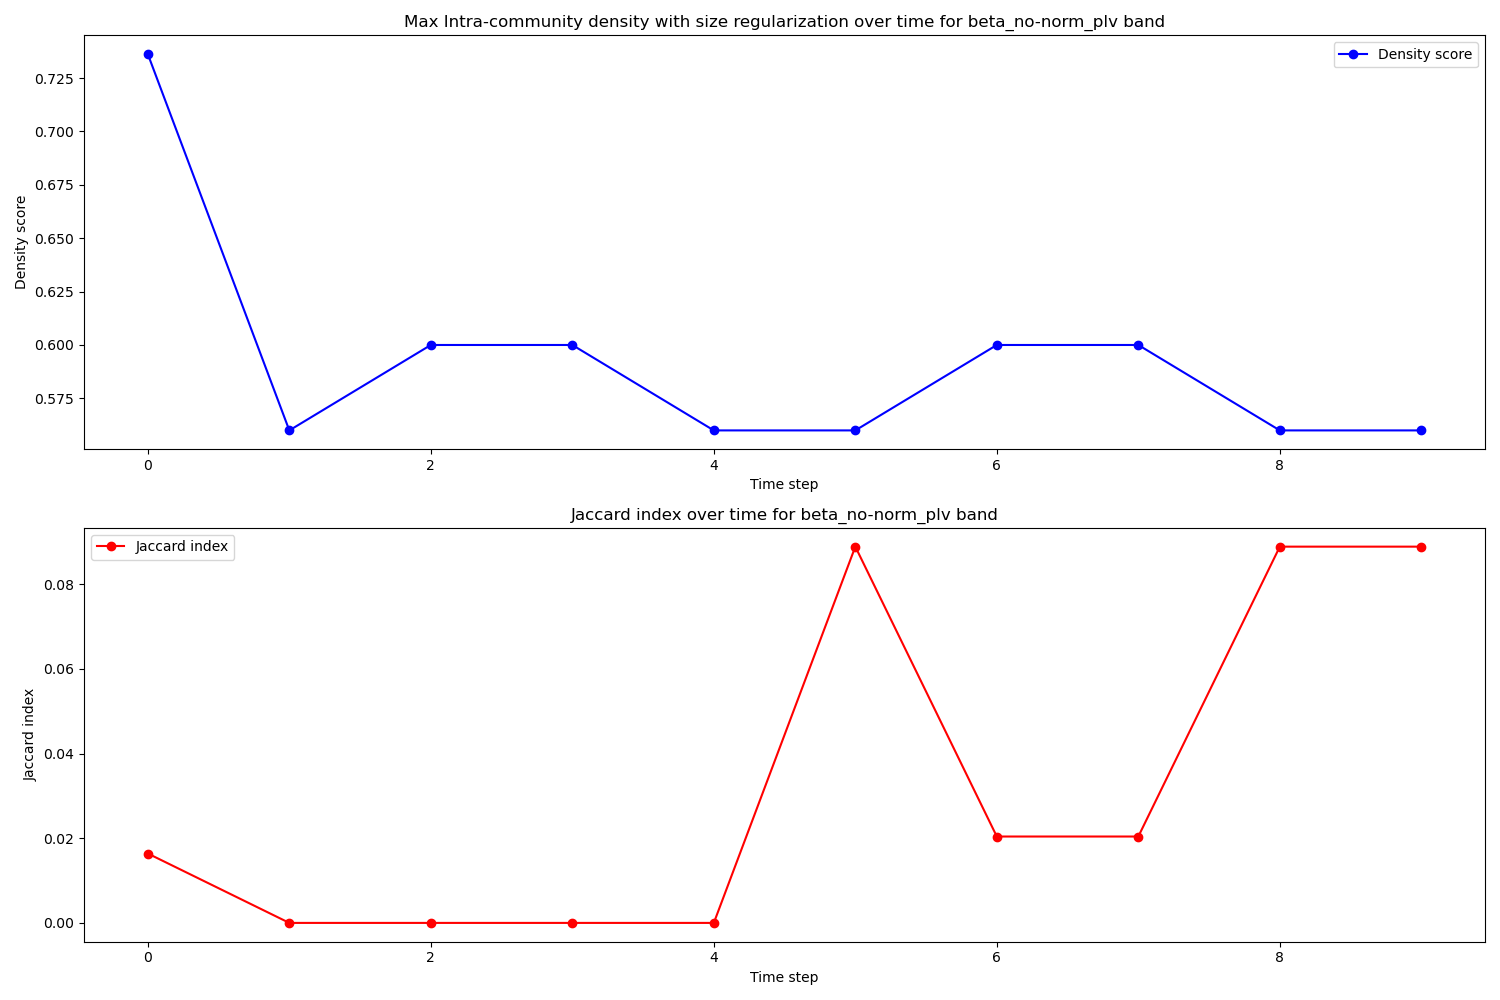 Max Intra-community density with size regularization over time for beta_no-norm_plv band
Density score
0.725
0.700
0.675
0.650
0.625
0.600
0.575
Density score
0 2 4 6 8
Time step
Jaccard index over time for beta_no-norm_plv band
Jaccard index
0.08
0.06
0.04
0.02
0.00
Jaccard index
0 2 4 6 8
Time step